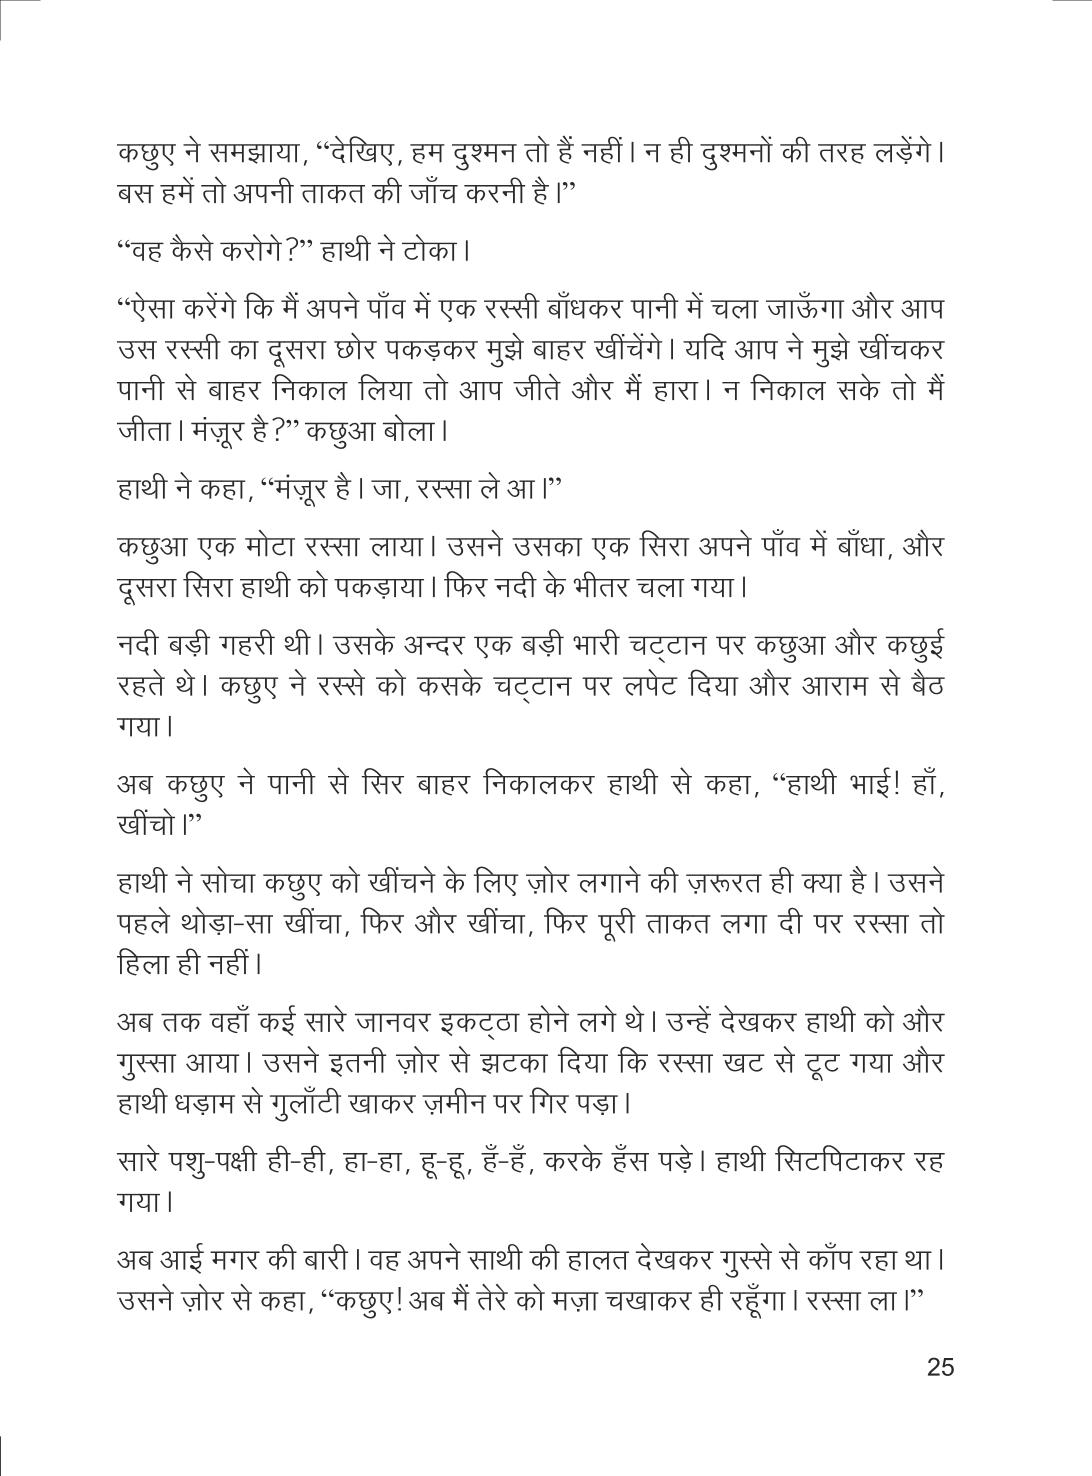 कछुए ने समझाया, “देखिए, हम दुश्मन तो हैं नहीं। न ही दुश्मनों की तरह लड़ेंगे।
बस हमें तो अपनी ताकत की जाँच करनी है।”
“वह कैसे करोगे?” हाथी ने टोका।
“ऐसा करेंगे कि मैं अपने पाँव में एक रस्सी बाँधकर पानी में चला जाऊँगा और आप
उस रस्सी का दूसरा छोर पकड़कर मुझे बाहर खींचेंगे। यदि आप ने मुझे खींचकर
पानी से बाहर निकाल लिया तो आप जीते और मैं हारा। न निकाल सके तो मैं
जीता। मंज़ूर है?” कछुआ बोला।
हाथी ने कहा, “मंज़ूर है। जा, रस्सा ले आ।”
कछुआ एक मोटा रस्सा लाया। उसने उसका एक सिरा अपने पाँव में बाँधा, और
दूसरा सिरा हाथी को पकड़ाया। फिर नदी के भीतर चला गया।
नदी बड़ी गहरी थी। उसके अन्दर एक बड़ी भारी चट्टान पर कछुआ और कछुई
रहते थे। कछुए ने रस्से को कसके चट्टान पर लपेट दिया और आराम से बैठ
गया।
अब कछुए ने पानी से सिर बाहर निकालकर हाथी से कहा, “हाथी भाई! हाँ,
खींचो।”
हाथी ने सोचा कछुए को खींचने के लिए ज़ोर लगाने की ज़रूरत ही क्या है। उसने
पहले थोड़ा-सा खींचा, फिर और खींचा, फिर पूरी ताकत लगा दी पर रस्सा तो
हिला ही नहीं।
अब तक वहाँ कई सारे जानवर इकट्ठा होने लगे थे। उन्हें देखकर हाथी को और
गुस्सा आया। उसने इतनी ज़ोर से झटका दिया कि रस्सा खट से टूट गया और
हाथी धड़ाम से गुलाँटी खाकर ज़मीन पर गिर पड़ा।
सारे पशु-पक्षी ही-ही, हा-हा, हू-हू, हँ-हँ, करके हँस पड़े। हाथी सिटपिटाकर रह
गया।
अब आई मगर की बारी। वह अपने साथी की हालत देखकर गुस्से से काँप रहा था।
उसने ज़ोर से कहा, “कछुए! अब मैं तेरे को मज़ा चखाकर ही रहूँगा। रस्सा ला।”
25